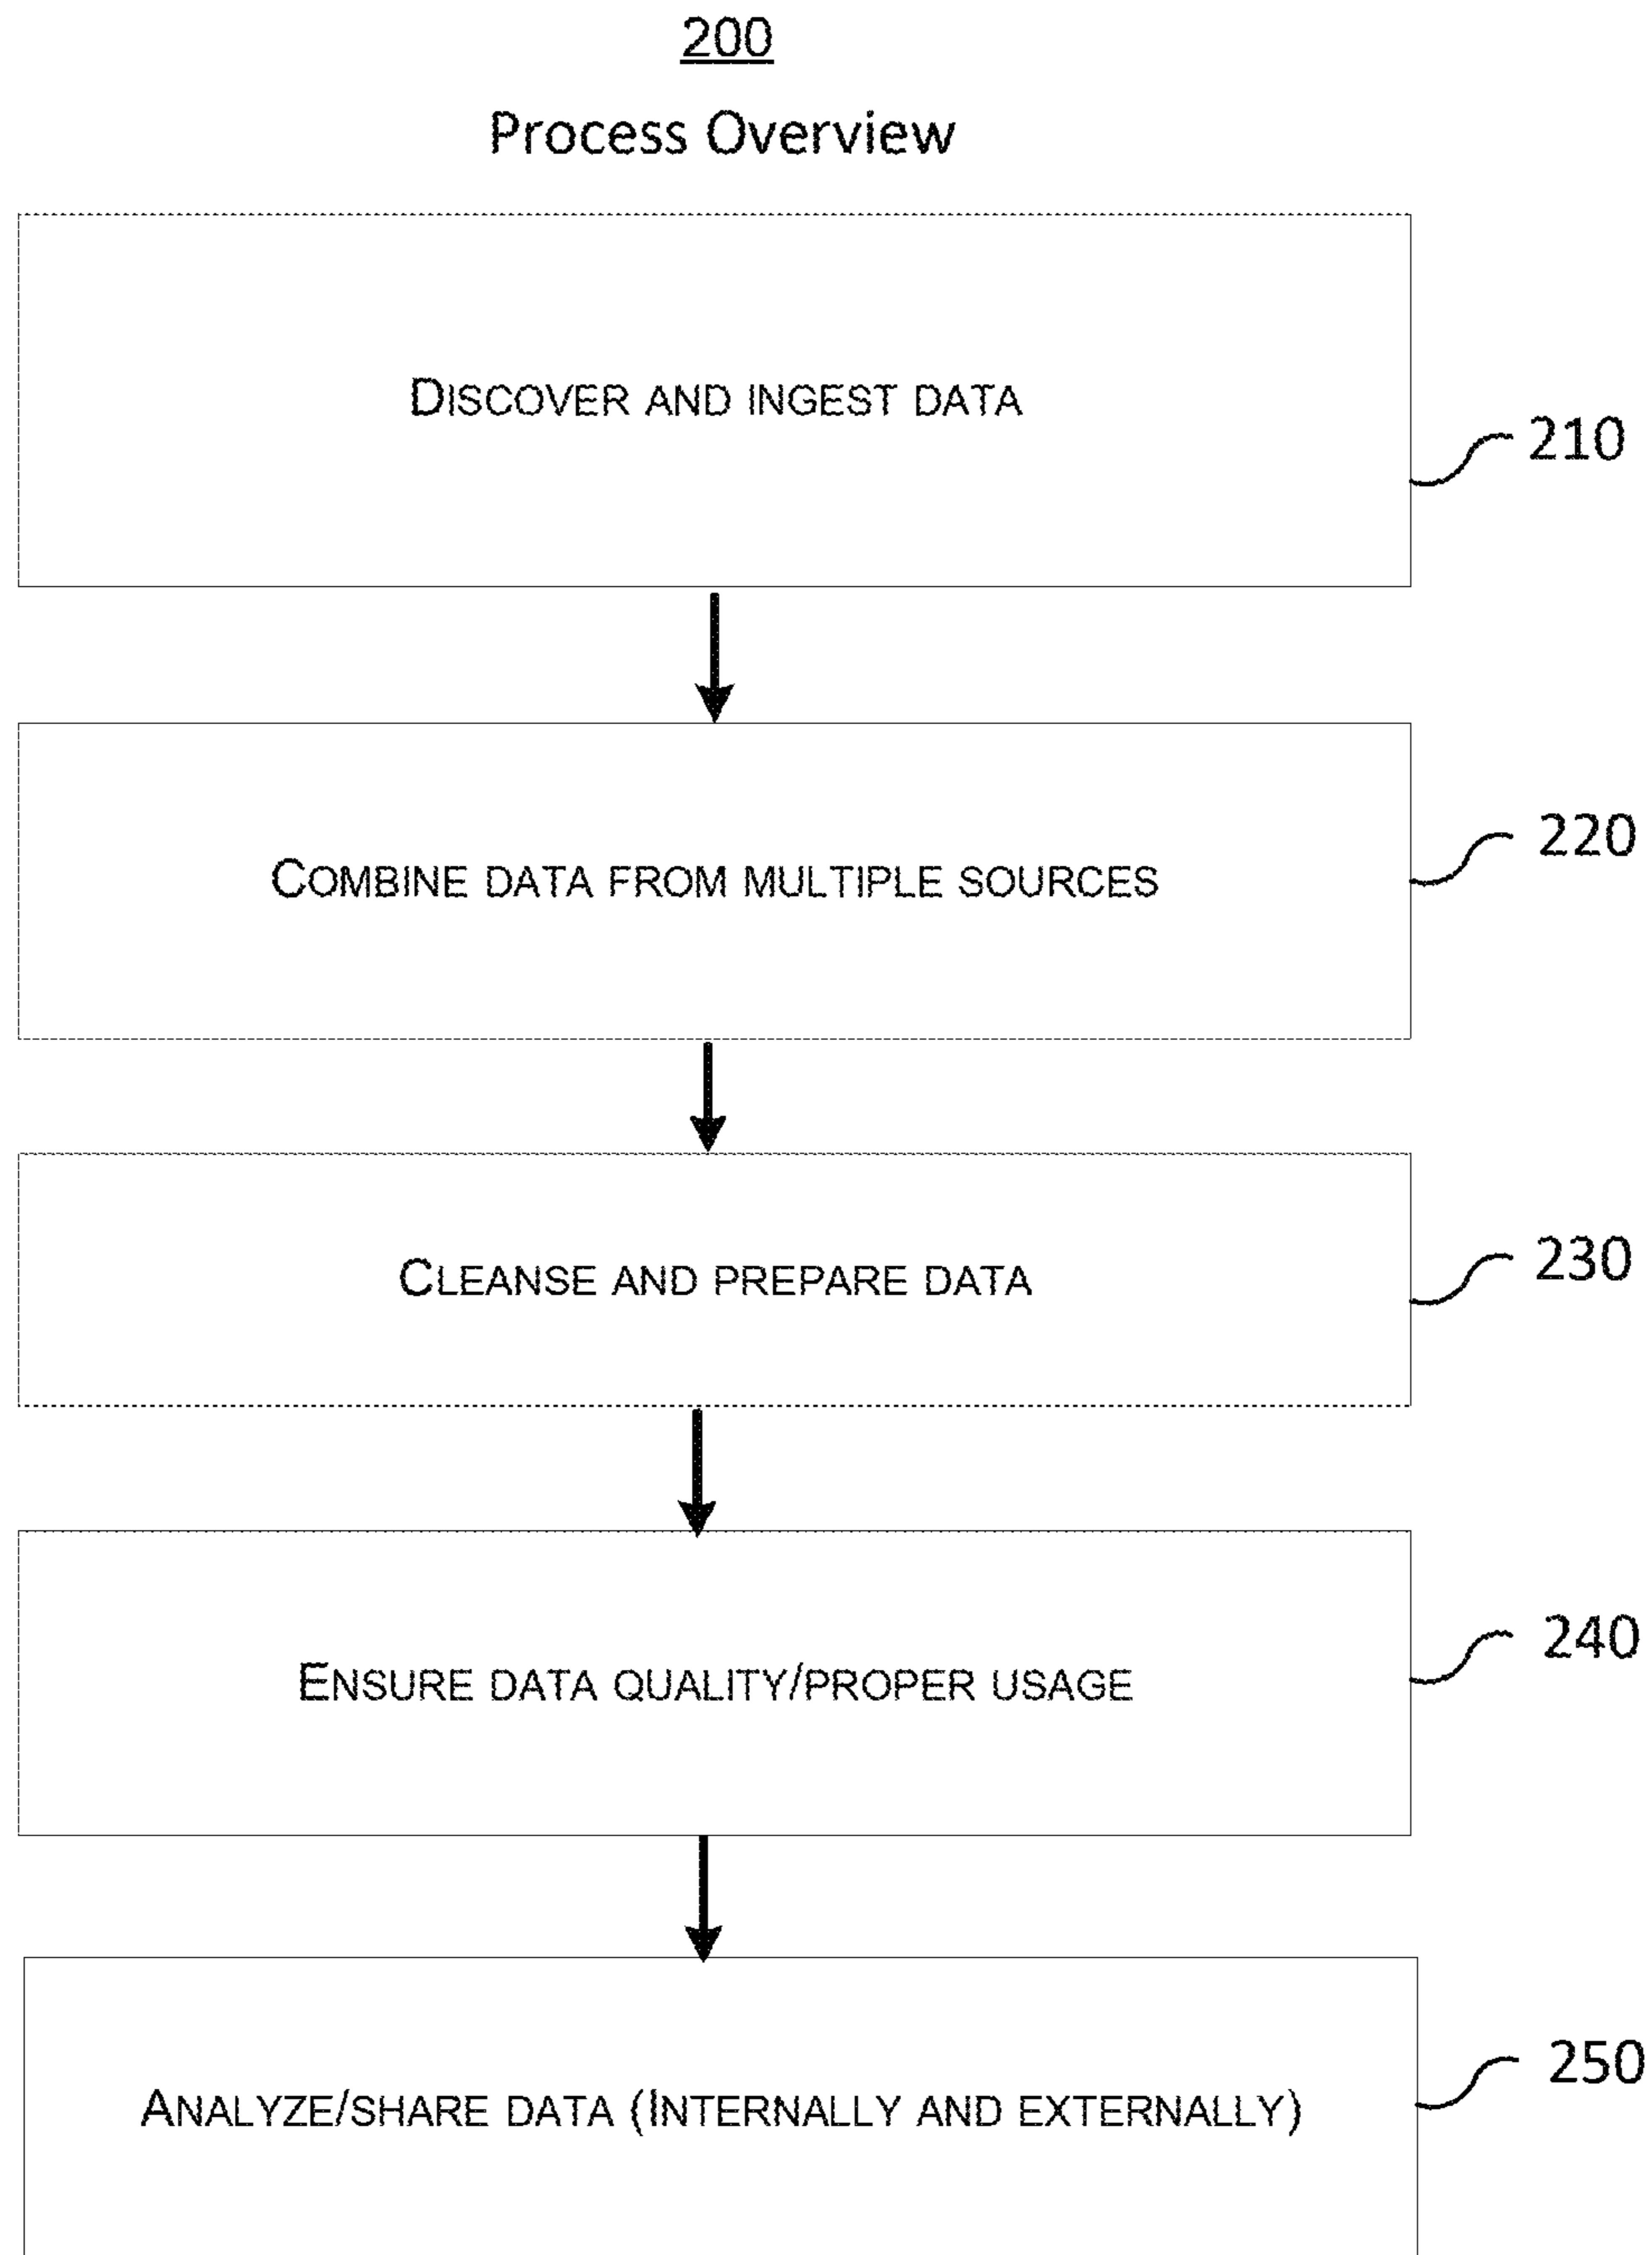 200
Process Overview
DISCOVER AND INGEST DATA
210
COMBINE DATA FROM MULTIPLE SOURCES
220
CLEANSE AND PREPARE DATA
230
ENSURE DATA QUALITY/PROPER USAGE
240
ANALYZE/SHARE DATA (INTERNALLY AND EXTERNALLY)
250